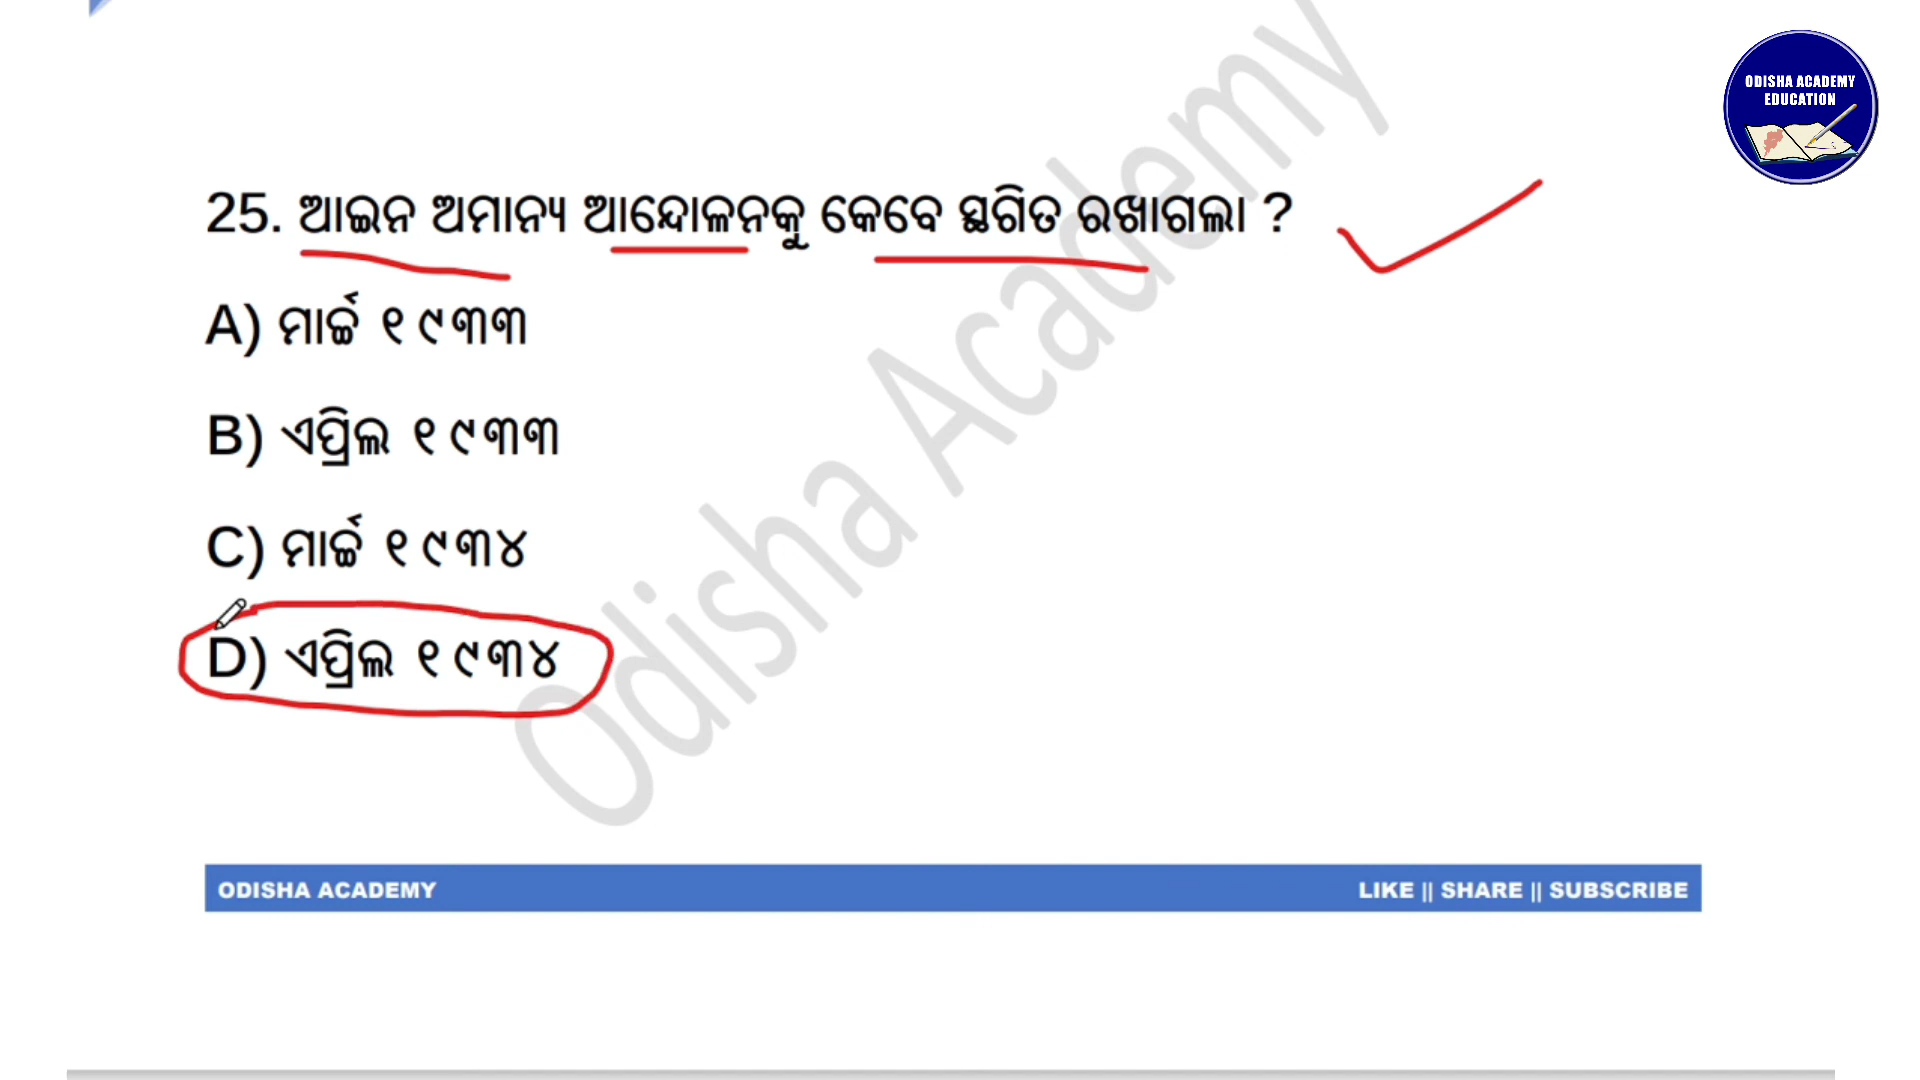 ODISHA ACADEMY
EDUCATION
25. ଆଇନ ଅମାନ୍ୟ ଆନ୍ଦୋଳନକୁ କେବେ ସ୍ଥଗିତ ରଖାଗଲା ?
A) ମାର୍ଚ୍ଚ ୧୯୩୩
B) ଏପ୍ରିଲ ୧୯୩୩
C) ମାର୍ଚ୍ଚ ୧୯୩୪
D) ଏପ୍ରିଲ ୧୯୩୪
Odisha Academy
ODISHA ACADEMY LIKE || SHARE || SUBSCRIBE